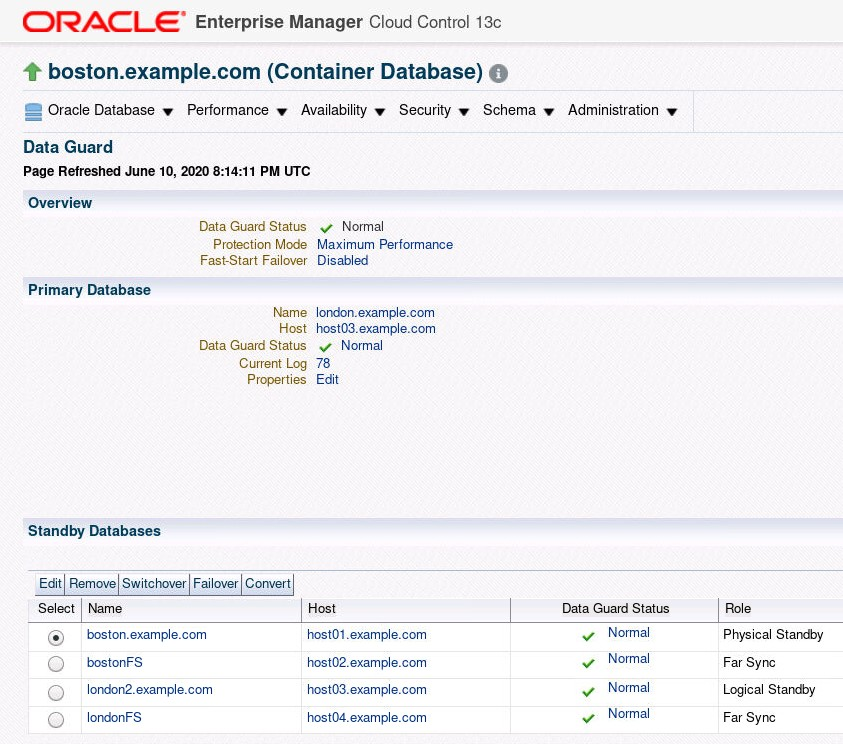 ORACLE Enterprise Manager Cloud Control 13c
boston.example.com (Container Database)
Oracle Database Performance Availability Security Schema Administration
Data Guard
Page Refreshed June 10, 2020 8:14:11 PM UTC
Overview
Data Guard Status Normal
Protection Mode Maximum Performance
Fast-Start Failover Disabled
Primary Database
Name london.example.com
Host host03.example.com
Data Guard Status Normal
Current Log 78
Properties Edit
Standby Databases
Edit Remove Switchover Failover Convert
Select Name Host Data Guard Status Role
boston.example.com host01.example.com Normal Physical Standby
bostonFS host02.example.com Normal Far Sync
london2.example.com host03.example.com Normal Logical Standby
londonFS host04.example.com Normal Far Sync